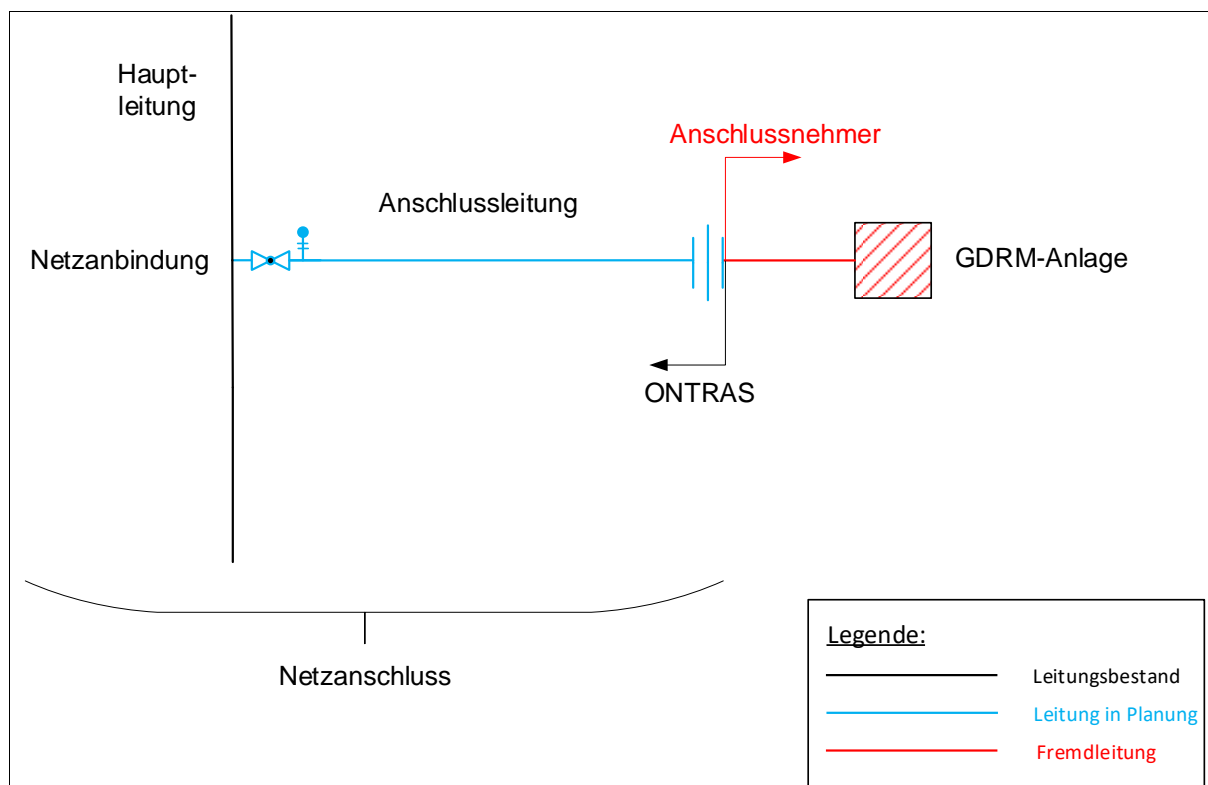 Haupt-
leitung
Anschlussnehmer
Anschlussleitung
Netzanbindung
GDRM-Anlage
ONTRAS
Netzanschluss
Legende:
Leitungsbestand
Leitung in Planung
Fremdleitung